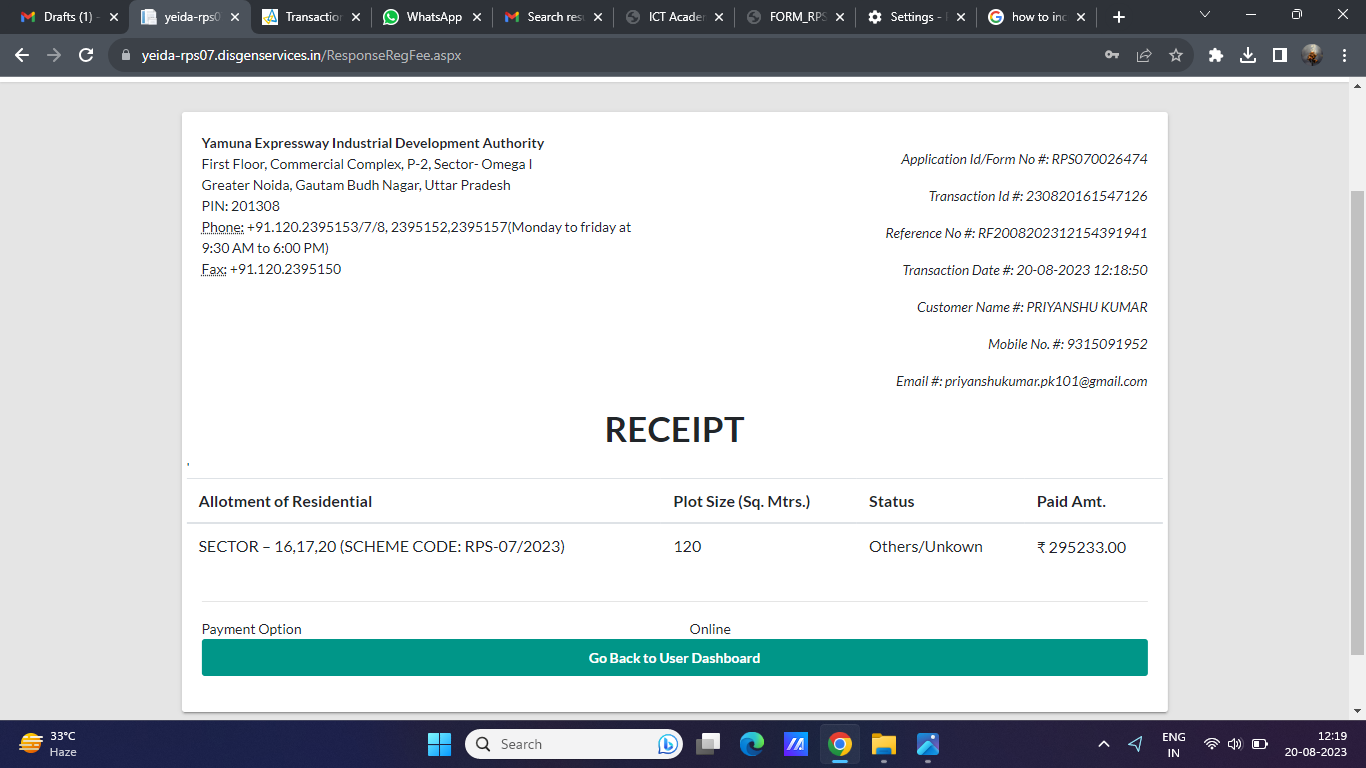 Drafts (1) -
yeida-rps0
Transaction
WhatsApp
Search res
ICT Acade
FORM_RPS
Settings -
how to inc
yeida-rps07.disgenservices.in/ResponseRegFee.aspx
Yamuna Expressway Industrial Development Authority
First Floor, Commercial Complex, P-2, Sector- Omega I
Greater Noida, Gautam Budh Nagar, Uttar Pradesh
PIN: 201308
Phone: +91.120.2395153/7/8, 2395152,2395157(Monday to friday at
9:30 AM to 6:00 PM)
Fax: +91.120.2395150
Application Id/Form No #: RPS070026474
Transaction Id #: 230820161547126
Reference No #: RF2008202312154391941
Transaction Date #: 20-08-2023 12:18:50
Customer Name #: PRIYANSHU KUMAR
Mobile No. #: 9315091952
Email #: priyanshukumar.pk101@gmail.com
RECEIPT
Allotment of Residential Plot Size (Sq. Mtrs.) Status Paid Amt.
SECTOR – 16,17,20 (SCHEME CODE: RPS-07/2023) 120 Others/Unkown ₹ 295233.00
Payment Option Online
Go Back to User Dashboard
33°C
Haze
Search
ENG
IN
12:19
20-08-2023